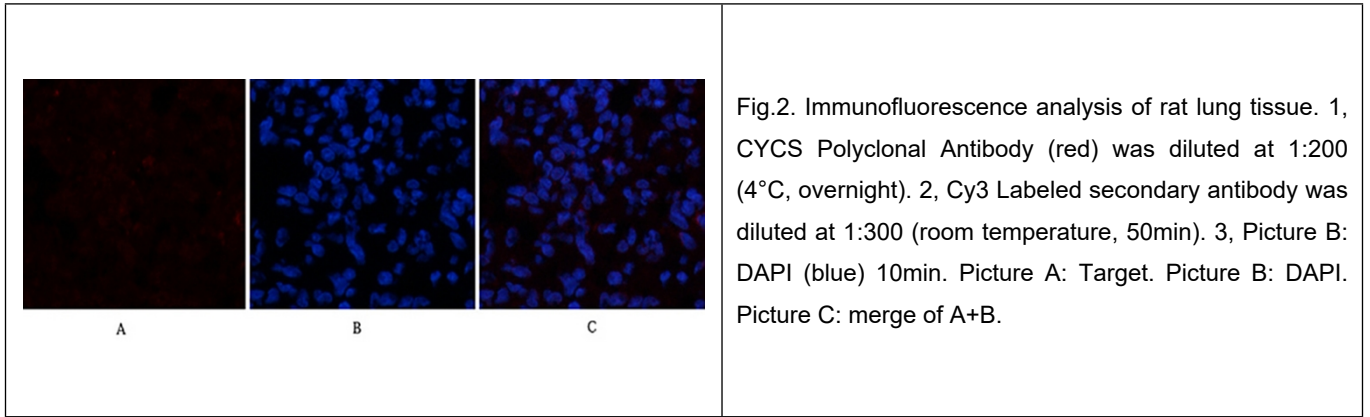 A
B
C
Fig.2. Immunofluorescence analysis of rat lung tissue. 1,
CYCS Polyclonal Antibody (red) was diluted at 1:200
(4°C, overnight). 2, Cy3 Labeled secondary antibody was
diluted at 1:300 (room temperature, 50min). 3, Picture B:
DAPI (blue) 10min. Picture A: Target. Picture B: DAPI.
Picture C: merge of A+B.